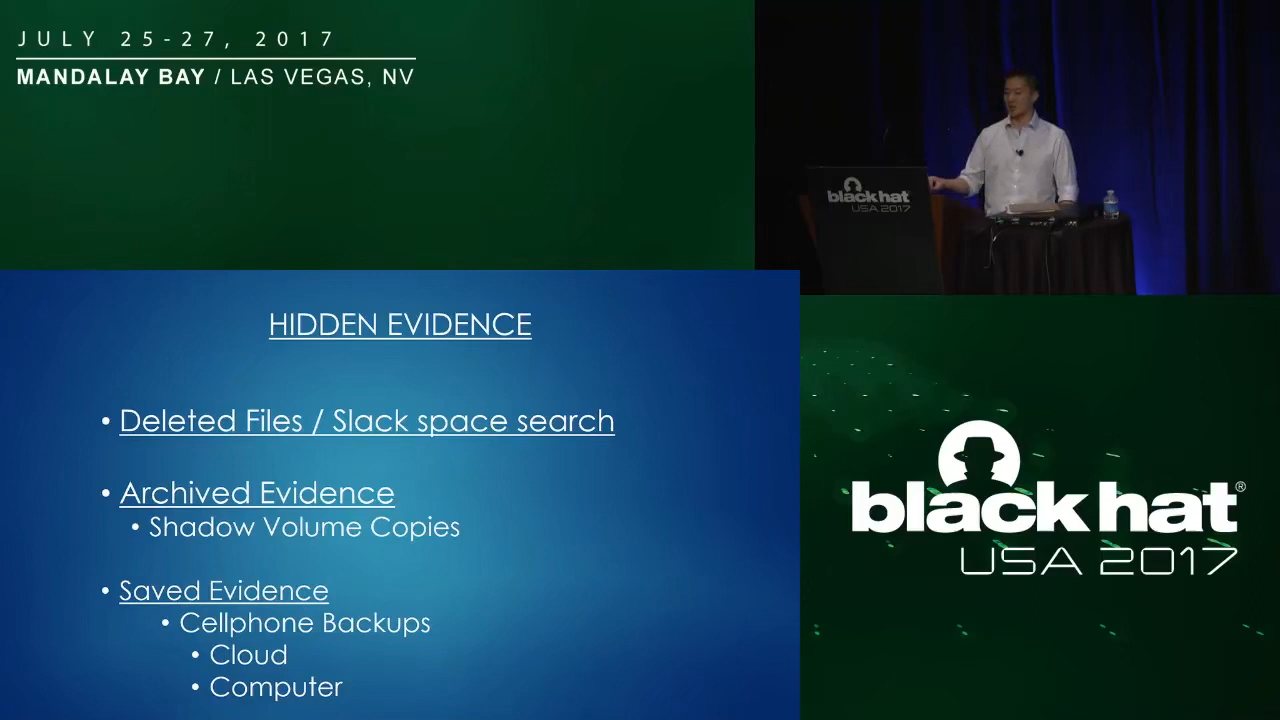 JULY 25-27, 2017
MANDALAY BAY / LAS VEGAS, NV
black hat
USA 2017
HIDDEN EVIDENCE
• Deleted Files / Slack space search
• Archived Evidence
• Shadow Volume Copies
• Saved Evidence
• Cellphone Backups
• Cloud
• Computer
black hat®
USA 2017